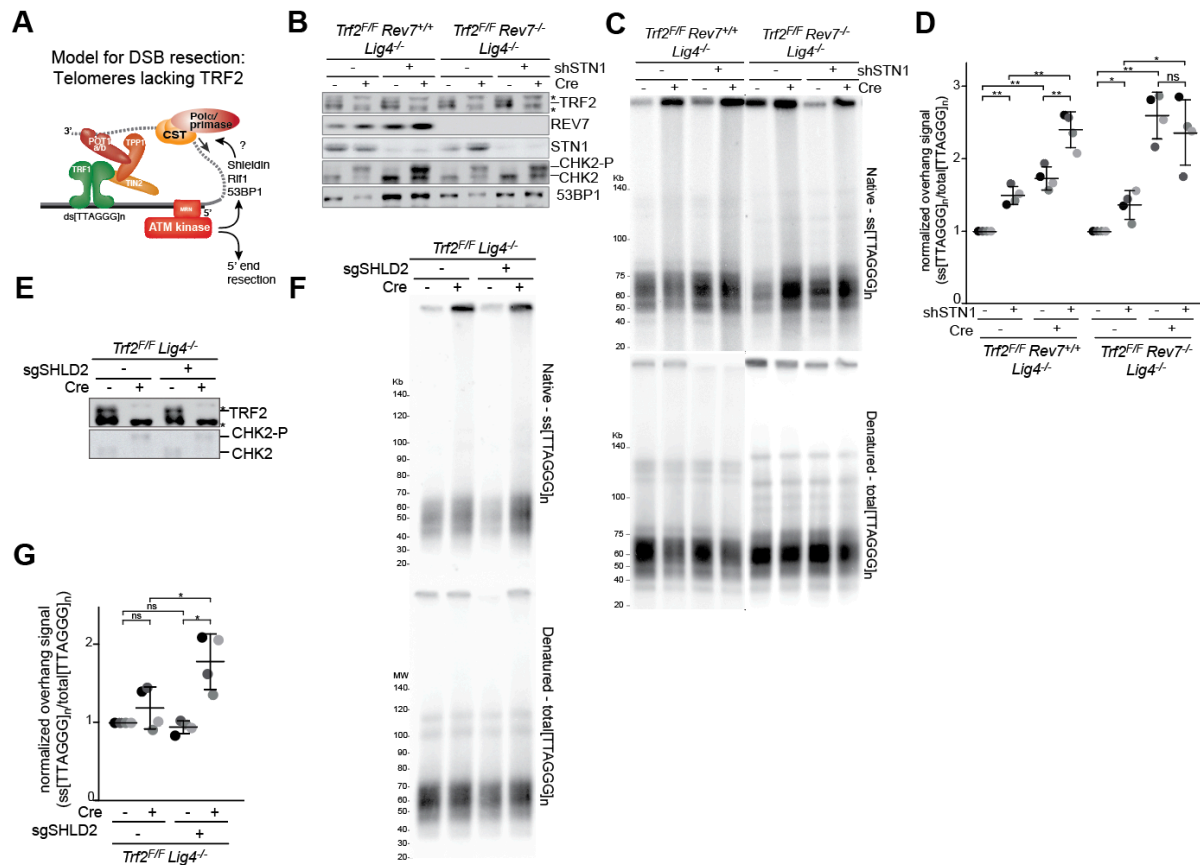 A
Model for DSB resection:
Telomeres lacking TRF2
3'
Polα/
primase
CST
?
POT1
a/b
TPP1
TRF1
TIN2
Shieldin
Rif1
53BP1
ds[TTAGGG]n
MRN
5'
ATM kinase
5' end
resection
B
Trf2F/F Rev7+/+
Lig4-/-
Trf2F/F Rev7-/-
Lig4-/-
- + - + shSTN1
- + - + - + - + Cre
*
TRF2
*
REV7
STN1
CHK2-P
CHK2
53BP1
C
Trf2F/F Rev7+/+
Lig4-/-
Trf2F/F Rev7-/-
Lig4-/-
shSTN1 - + - +
Cre - + - + - + - +
Kb
140
100
75
60
50
40
20
Native - ss[TTAGGG]n
Kb
140
100
75
60
50
40
20
Denatured - total[TTAGGG]n
D
normalized overhang signal
(ss[TTAGGG]n/total[TTAGGG]n)
3
2
1
0
** ** ** **
* ** * ns
shSTN1 - + - + - + - +
Cre - + - +
Trf2F/F Rev7+/+
Lig4-/-
Trf2F/F Rev7-/-
Lig4-/-
E
Trf2F/F Lig4-/-
sgSHLD2 - +
Cre - + - +
*
TRF2
*
CHK2-P
CHK2
F
Trf2F/F Lig4-/-
sgSHLD2 - +
Cre - + - +
Kb
140
100
90
80
70
60
50
40
30
20
Native - ss[TTAGGG]n
MW
140
120
100
90
80
70
60
50
40
30
20
Denatured - total[TTAGGG]n
G
normalized overhang signal
(ss[TTAGGG]n/total[TTAGGG]n)
2
1
0
*
ns
ns
*
Cre - + - +
sgSHLD2 - +
Trf2F/F Lig4-/-